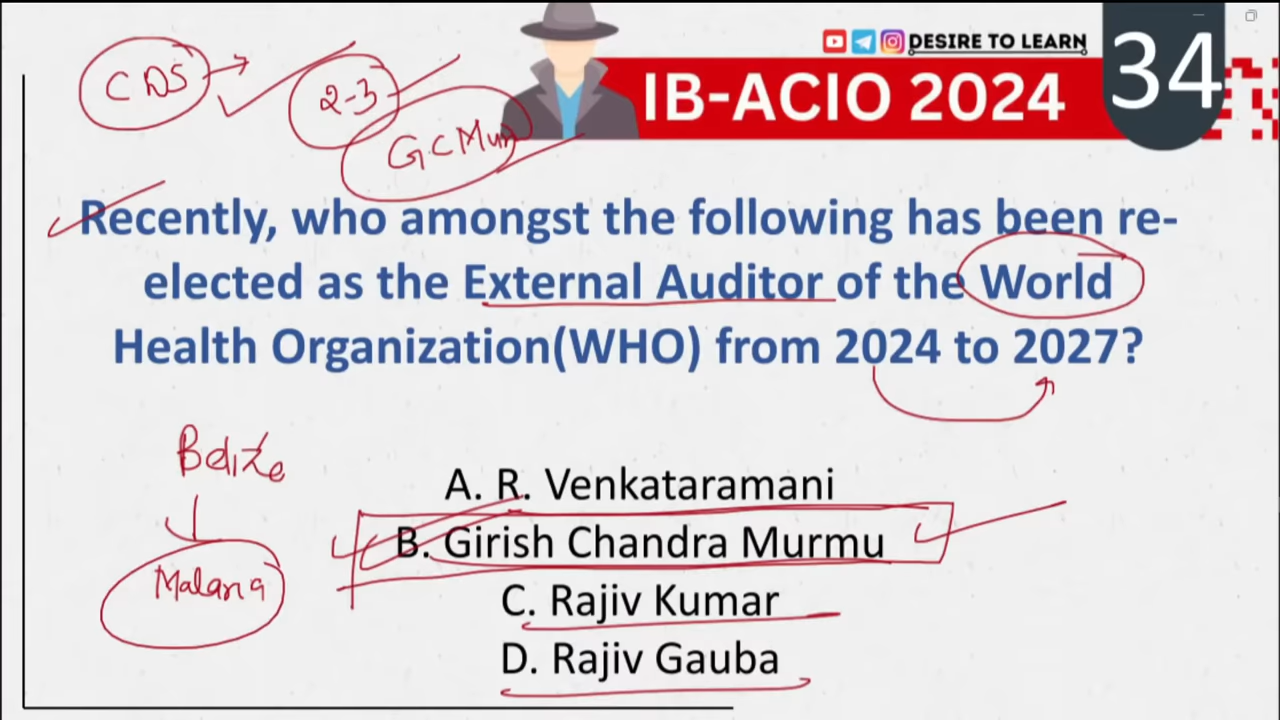 DESIRE TO LEARN
34
IB-ACIO 2024
CDS
2-3
GC Mur
Recently, who amongst the following has been re-
elected as the External Auditor of the World
Health Organization(WHO) from 2024 to 2027?
Belize
Malaria
A. R. Venkataramani
B. Girish Chandra Murmu
C. Rajiv Kumar
D. Rajiv Gauba